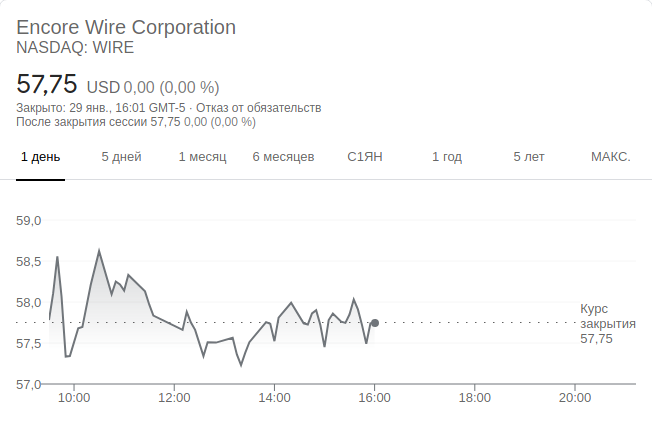 Encore Wire Corporation
NASDAQ: WIRE
57,75 USD 0,00 (0,00 %)
Закрыто: 29 янв., 16:01 GMT-5 · Отказ от обязательств
После закрытия сессии 57,75 0,00 (0,00 %)
1 день 5 дней 1 месяц 6 месяцев С1ЯН 1 год 5 лет МАКС.
59,0
58,5
58,0
57,5
57,0
Курс
закрытия
57,75
10:00 12:00 14:00 16:00 18:00 20:00